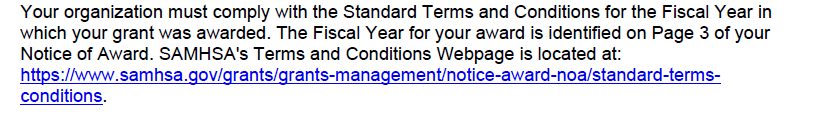 Your organization must comply with the Standard Terms and Conditions for the Fiscal Year in
which your grant was awarded. The Fiscal Year for your award is identified on Page 3 of your
Notice of Award. SAMHSA's Terms and Conditions Webpage is located at:
https://www.samhsa.gov/grants/grants-management/notice-award-noa/standard-terms-
conditions.